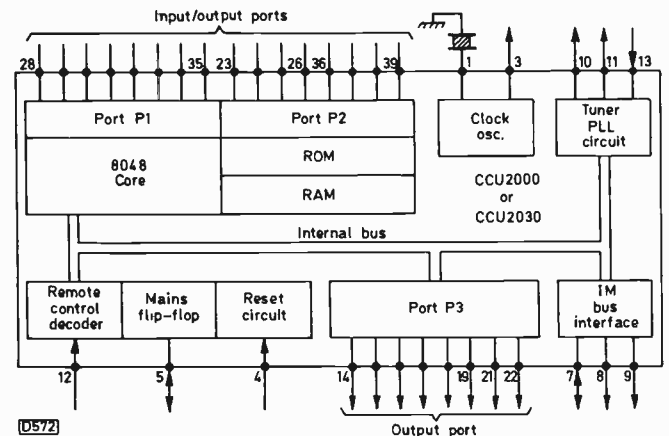 Input/output ports
28 35 23 26 36 39 1 3 10 11 13
Port P1 Port P2
8048
Core
ROM
RAM
Clock
osc.
Tuner
PLL
circuit
CCU2000
or
CCU2030
Internal bus
Remote
control
decoder
Mains
flip-flop
Reset
circuit
Port P3
IM
bus
interface
12 5 4 14 19 21 22 7 8 9
D572
Output port